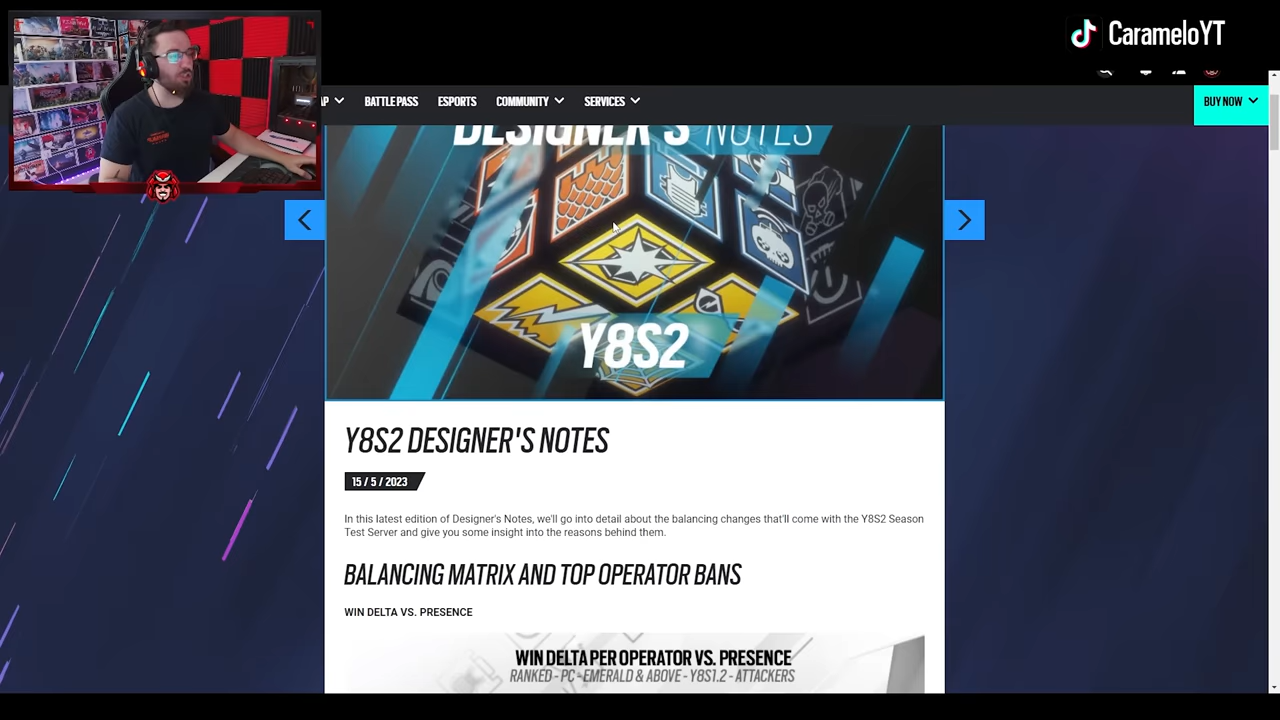 CarameloYT
AP
BATTLE PASS
ESPORTS
COMMUNITY
SERVICES
BUY NOW
DESIGNER'S NOTES
Y8S2
Y8S2 DESIGNER'S NOTES
15 / 5 / 2023
In this latest edition of Designer's Notes, we'll go into detail about the balancing changes that'll come with the Y8S2 Season
Test Server and give you some insight into the reasons behind them.
BALANCING MATRIX AND TOP OPERATOR BANS
WIN DELTA VS. PRESENCE
WIN DELTA PER OPERATOR VS. PRESENCE
RANKED - PC - EMERALD & ABOVE - Y8S1.2 - ATTACKERS